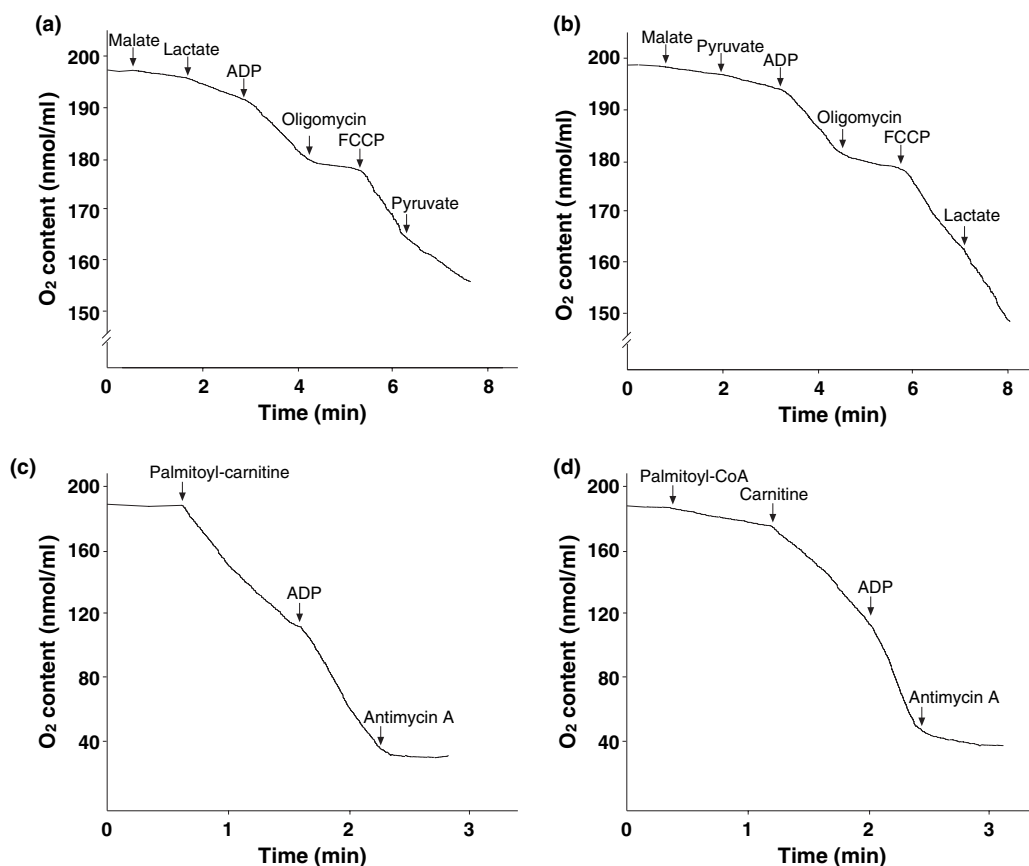 (a)
Malate
Lactate
ADP
Oligomycin
FCCP
Pyruvate
O2 content (nmol/ml)
200
190
180
170
160
150
0
2
4
6
8
Time (min)
(b)
Malate
Pyruvate
ADP
Oligomycin
FCCP
Lactate
O2 content (nmol/ml)
200
190
180
170
160
150
0
2
4
6
8
Time (min)
(c)
Palmitoyl-carnitine
ADP
Antimycin A
O2 content (nmol/ml)
200
160
120
80
40
0
1
2
3
Time (min)
(d)
Palmitoyl-CoA
Carnitine
ADP
Antimycin A
O2 content (nmol/ml)
200
160
120
80
40
0
1
2
3
Time (min)